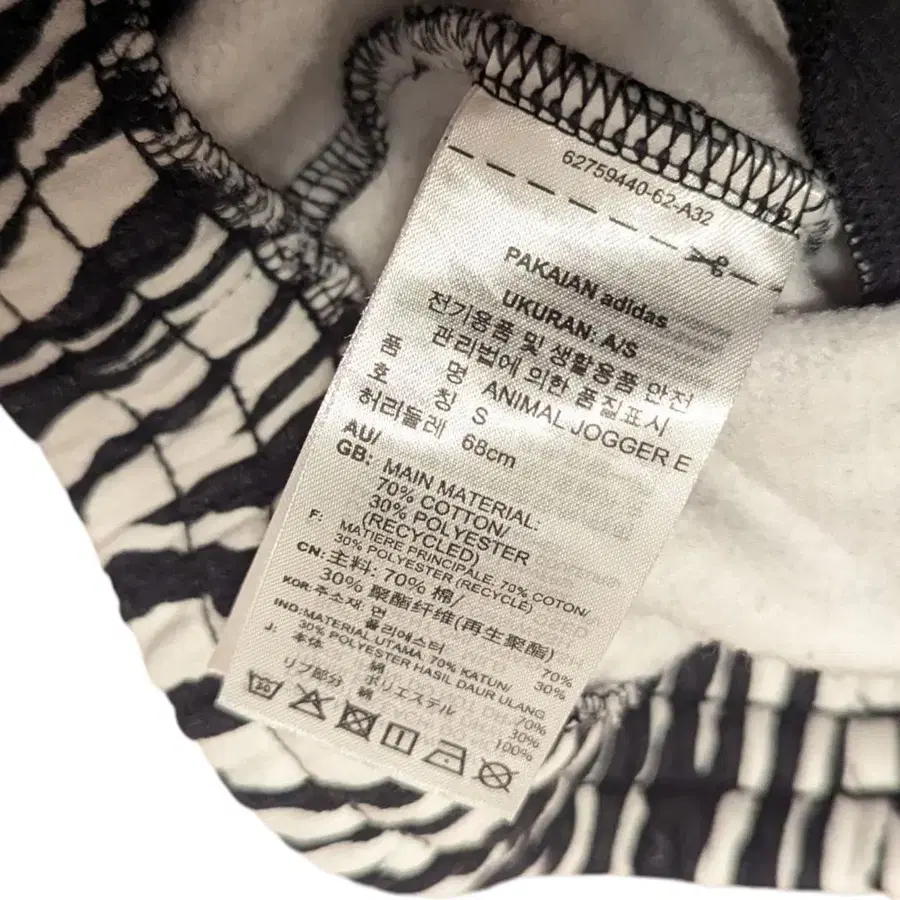 62759440-62-A32
PAKAIAN adidas
UKURAN: A/S
전기용품 및 생활용품 안전
관리법에 의한 품질표시
품 명 ANIMAL JOGGER E
호 칭 S
허리둘레 68cm
AU/
GB: MAIN MATERIAL:
70% COTTON/
30% POLYESTER
(RECYCLED)
F: MATIERE PRINCIPALE, 70% COTON/
30% POLYESTER (RECYCLÉ)
CN: 主料: 70% 棉/
30% 聚酯纤维(再生聚酯)
KOR: 주소재: 면 70%
폴리에스터 30%
IND: MATERIAL UTAMA, 70% KATUN/
30% POLYESTER HASIL DAUR ULANG
J: 本体 綿 70%
ポリエステル 30%
リブ部分 綿 100%